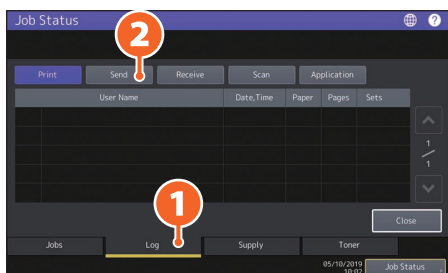 Job Status
?
2
Print Send Receive Scan Application
User Name Date,Time Paper Pages Sets
1
1
1
Close
Jobs Log Supply Toner
05/10/2019
10:02 Job Status